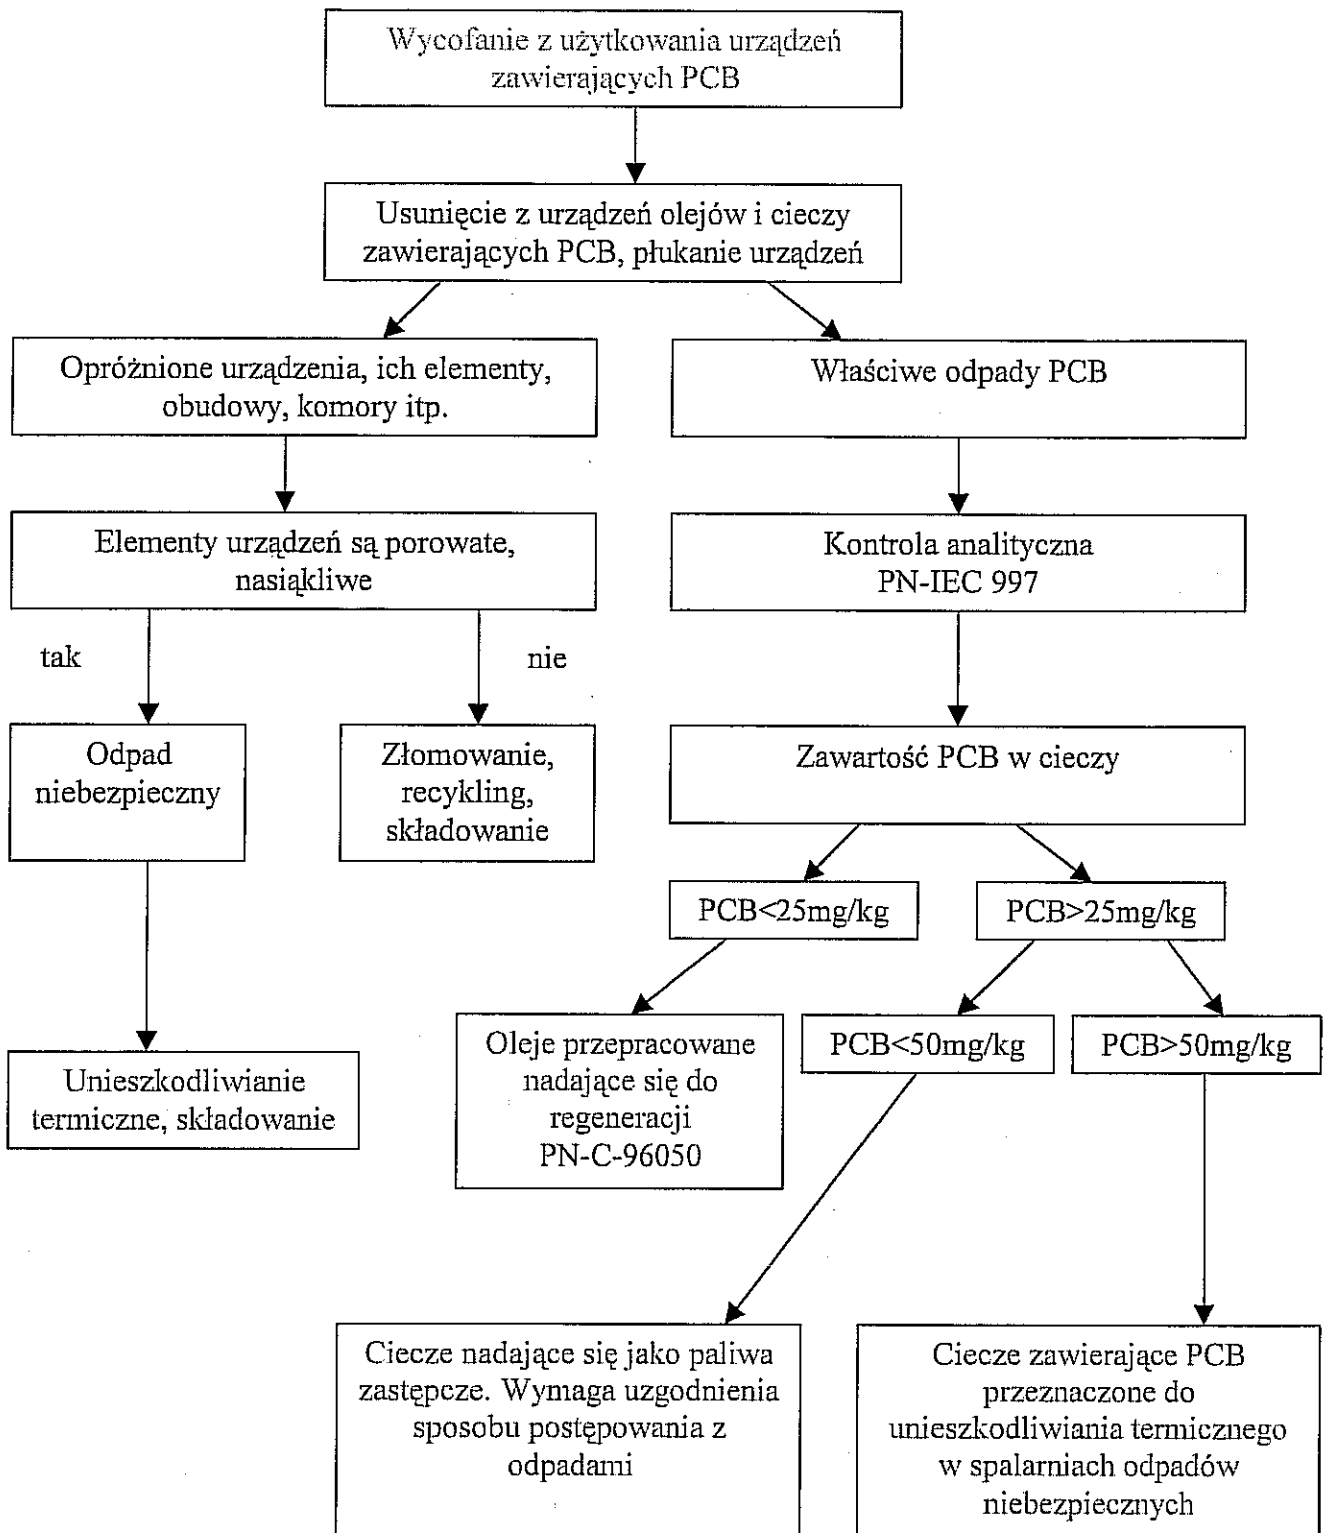 Wycofanie z użytkowania urządzeń
zawierających PCB
Usunięcie z urządzeń olejów i cieczy
zawierających PCB, płukanie urządzeń
Opróżnione urządzenia, ich elementy,
obudowy, komory itp.
Właściwe odpady PCB
Elementy urządzeń są porowate,
nasiąkliwe
Kontrola analityczna
PN-IEC 997
tak
nie
Odpad
niebezpieczny
Złomowanie,
recykling,
składowanie
Zawartość PCB w cieczy
PCB<25mg/kg
PCB>25mg/kg
Oleje przepracowane
nadające się do
regeneracji
PN-C-96050
PCB<50mg/kg
PCB>50mg/kg
Unieszkodliwianie
termiczne, składowanie
Ciecze nadające się jako paliwa
zastępcze. Wymaga uzgodnienia
sposobu postępowania z
odpadami
Ciecze zawierające PCB
przeznaczone do
unieszkodliwiania termicznego
w spalarniach odpadów
niebezpiecznych